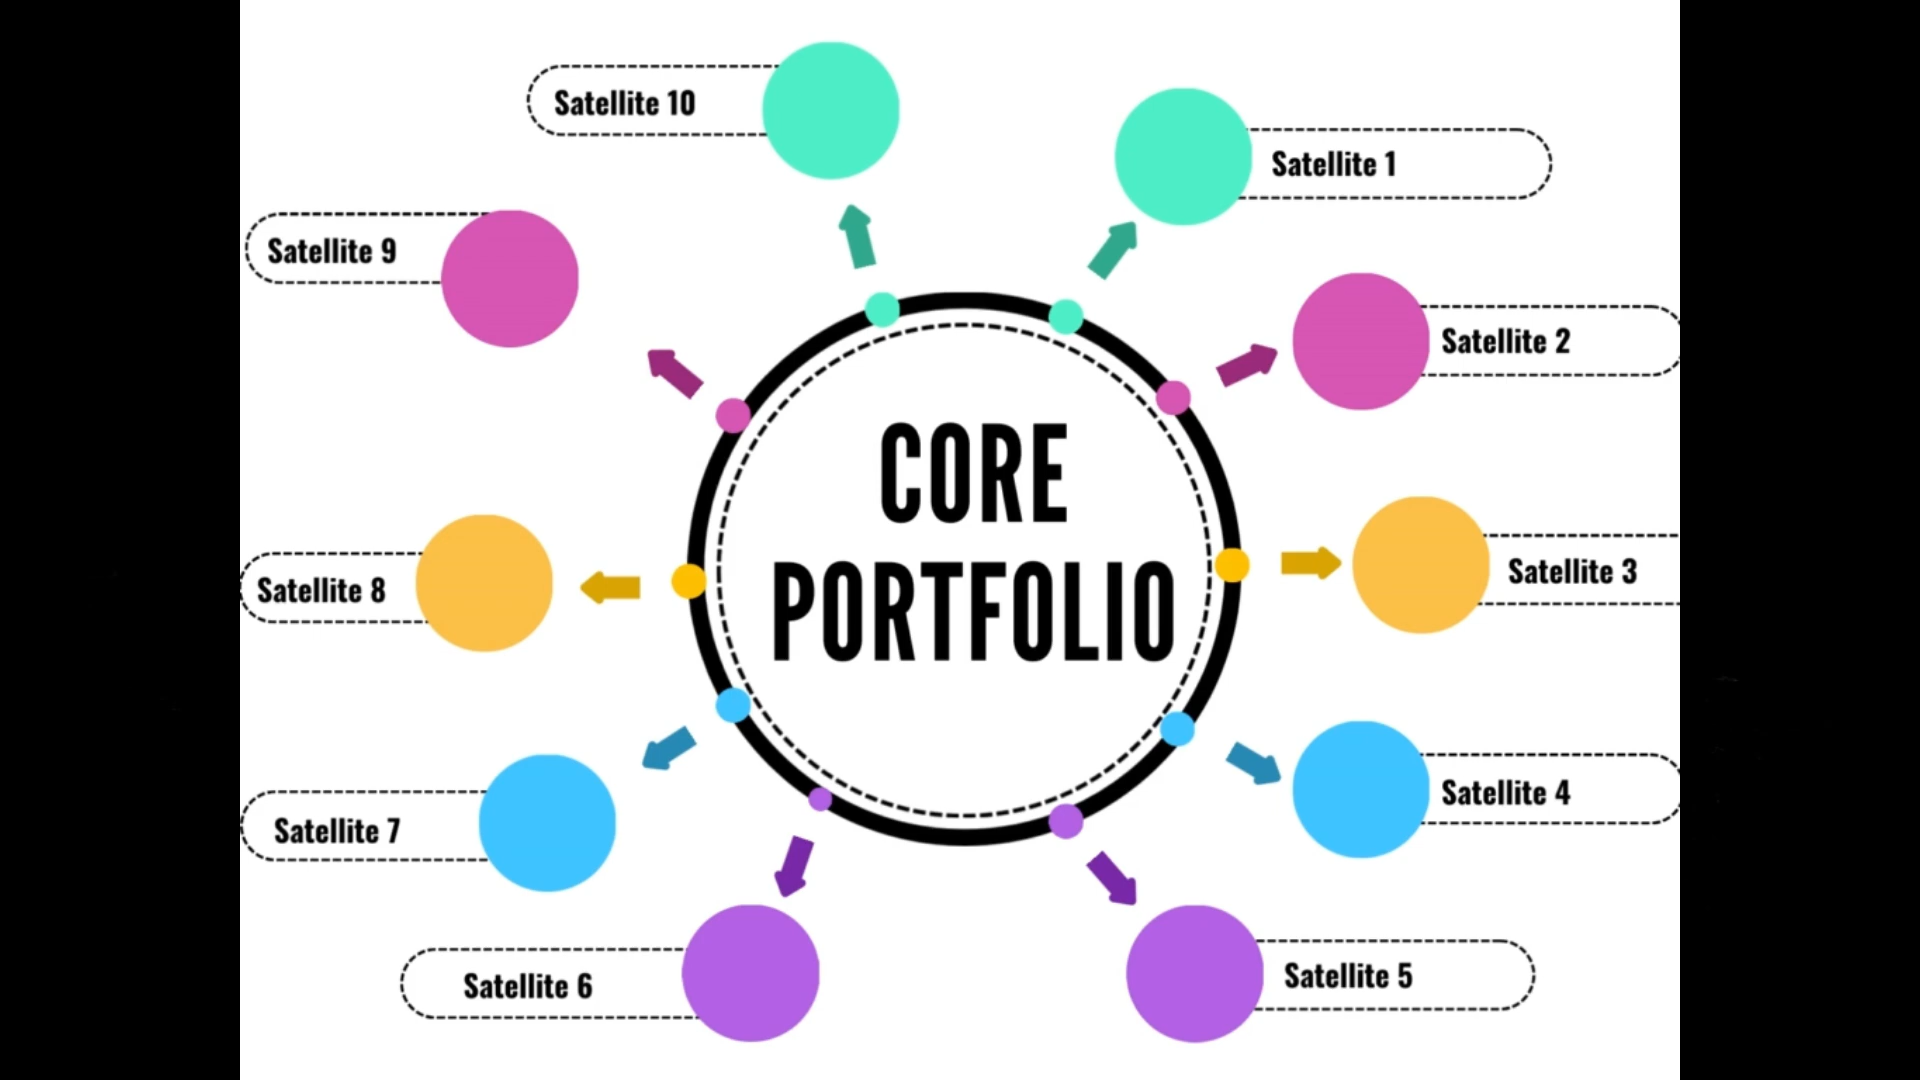 CORE
PORTFOLIO
Satellite 1
Satellite 2
Satellite 3
Satellite 4
Satellite 5
Satellite 6
Satellite 7
Satellite 8
Satellite 9
Satellite 10